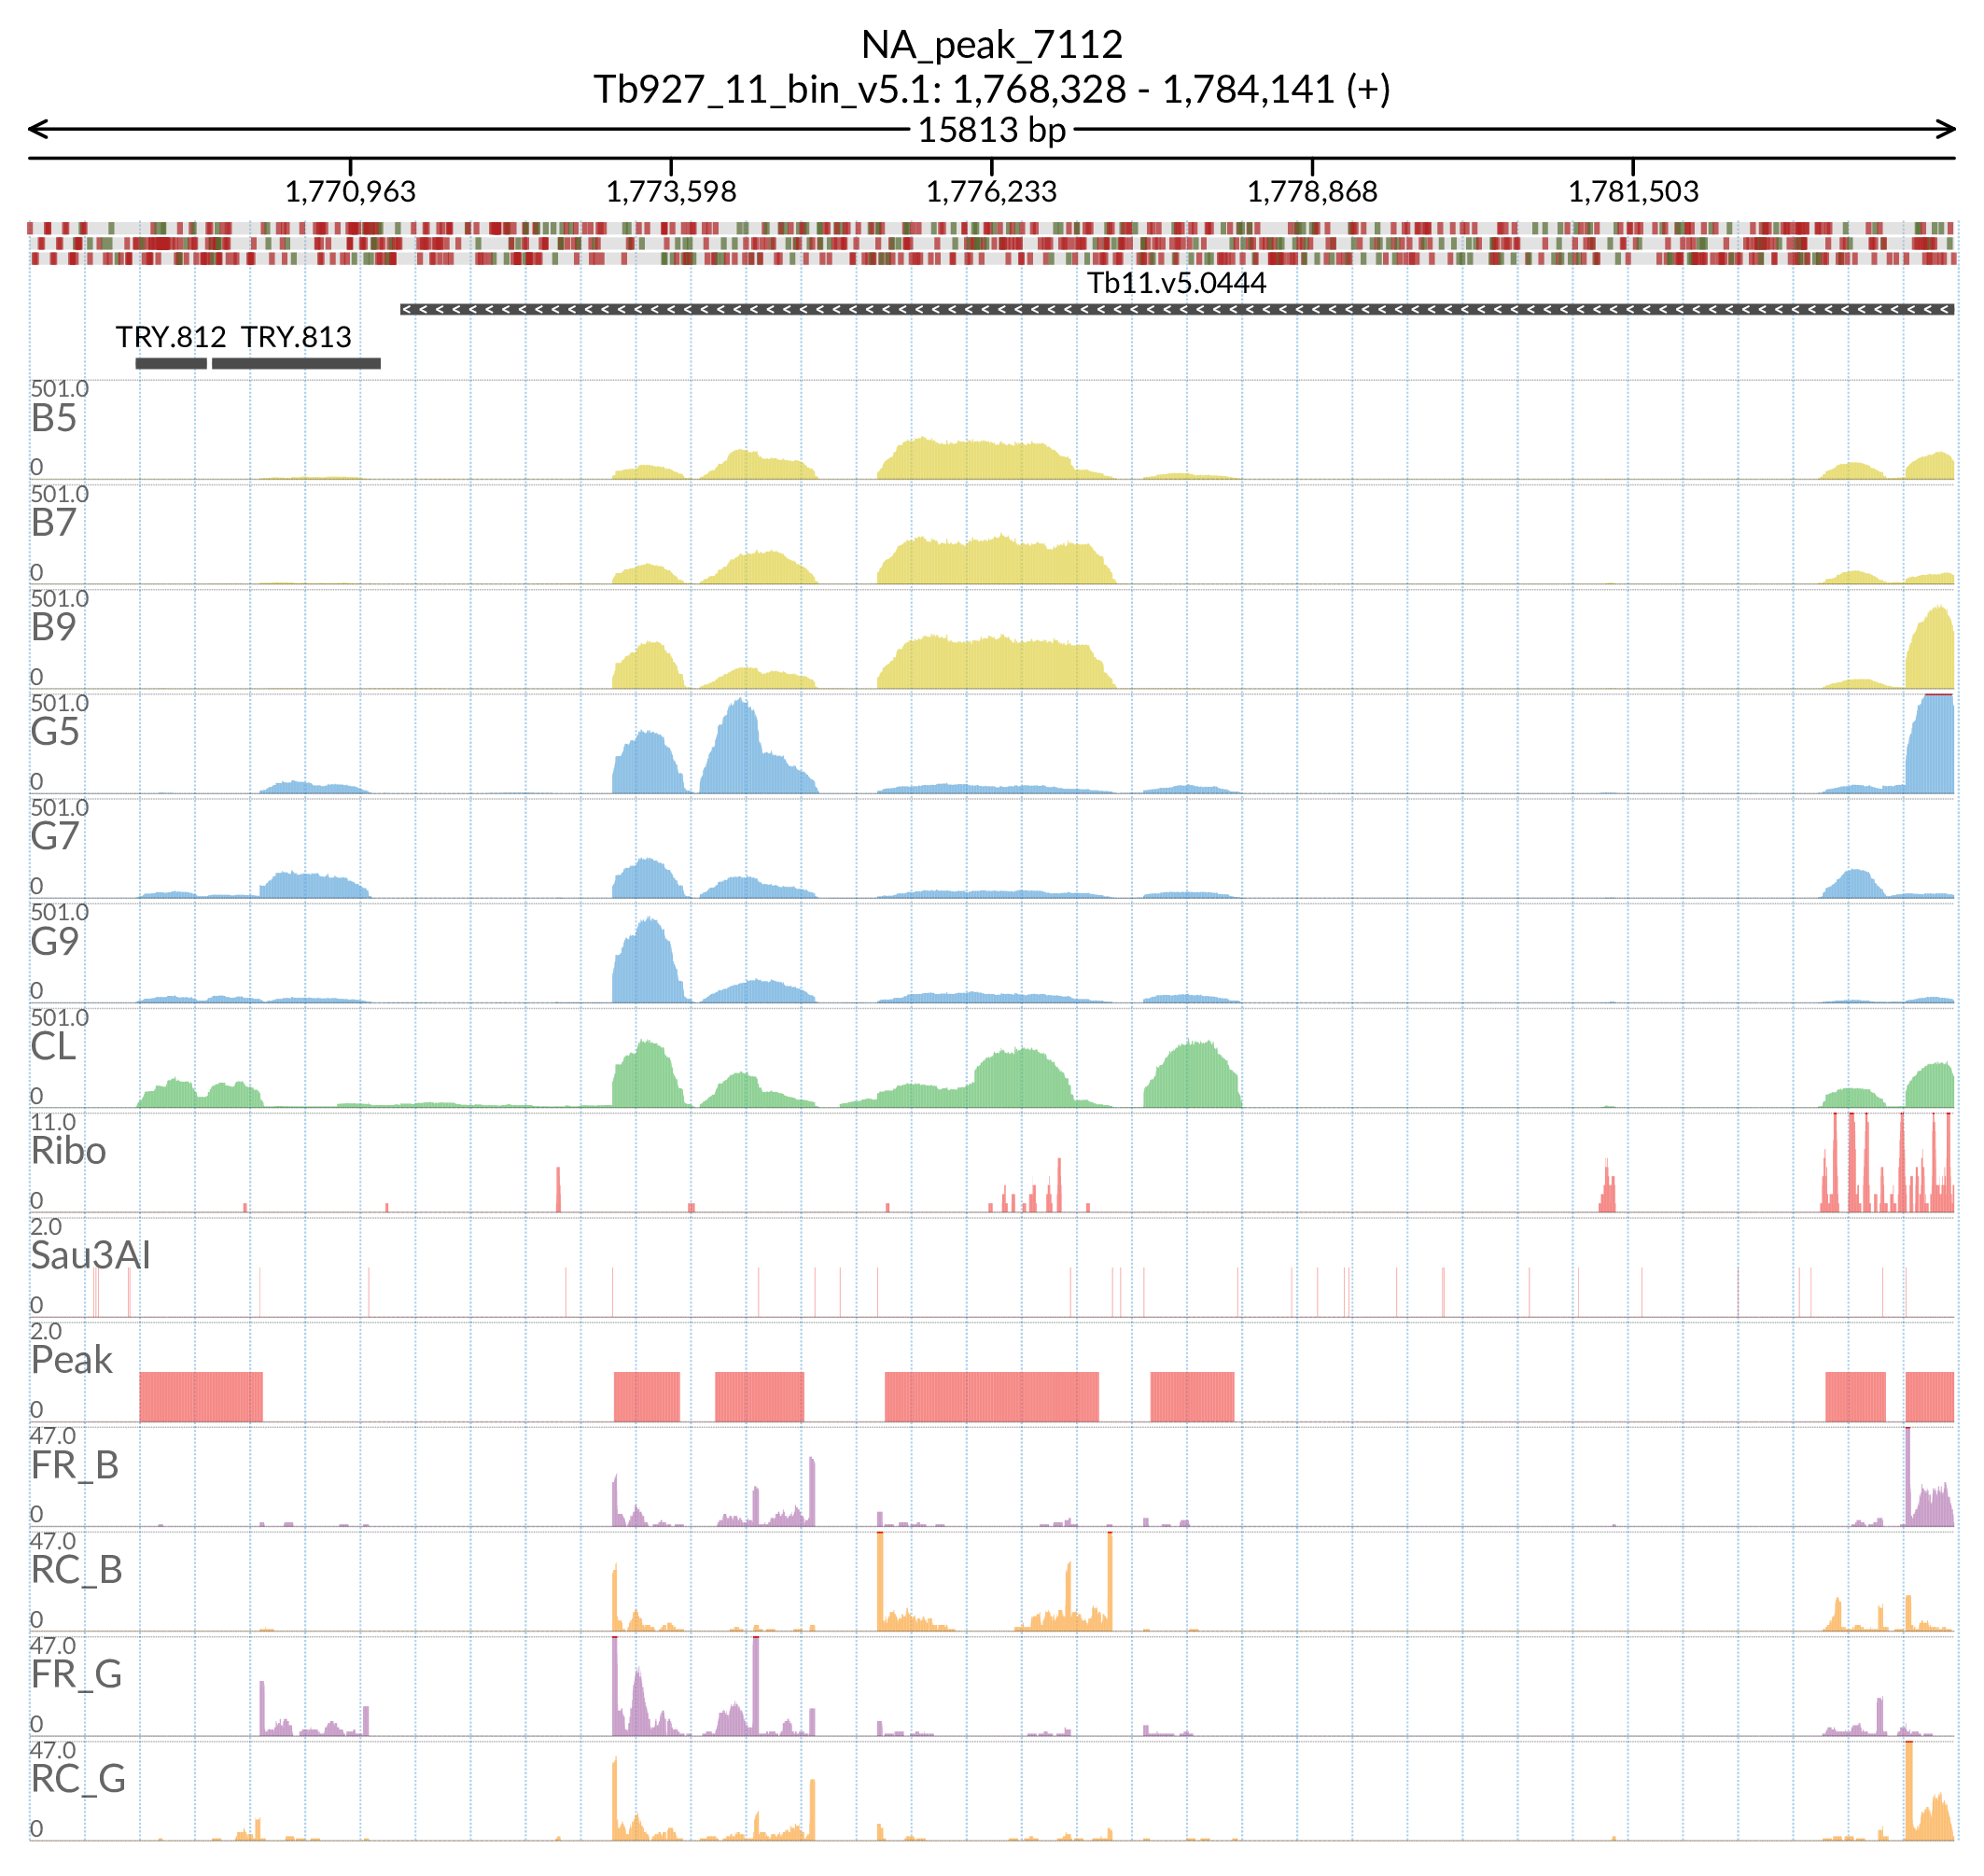 NA_peak_7112
Tb927_11_bin_v5.1: 1,768,328 - 1,784,141 (+)
15813 bp
1,770,963 1,773,598 1,776,233 1,778,868 1,781,503
Tb11.v5.0444
TRY.812 TRY.813
501.0
B5
0
501.0
B7
0
501.0
B9
0
501.0
G5
0
501.0
G7
0
501.0
G9
0
501.0
CL
0
11.0
Ribo
0
2.0
Sau3AI
0
2.0
Peak
0
47.0
FR_B
0
47.0
RC_B
0
47.0
FR_G
0
47.0
RC_G
0